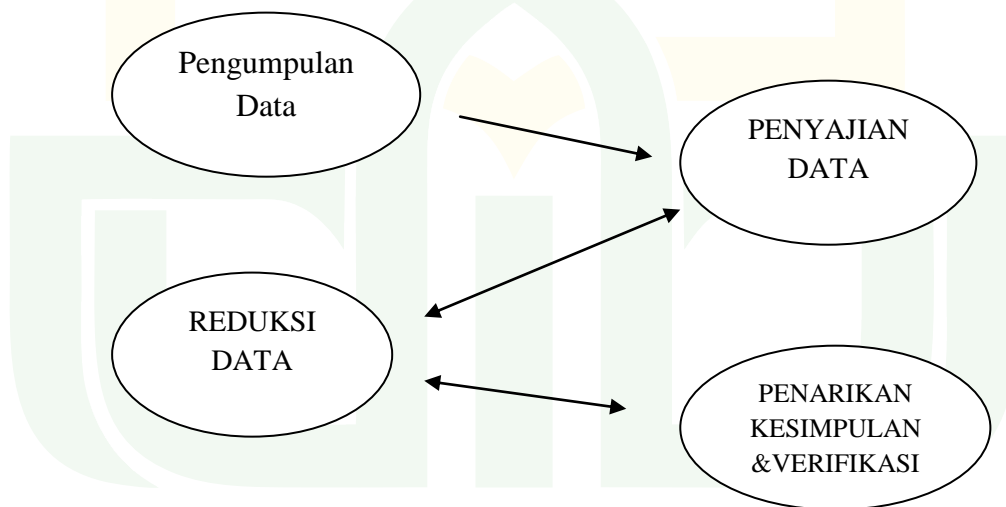 Pengumpulan
Data
PENYAJIAN
DATA
REDUKSI
DATA
PENARIKAN
KESIMPULAN
&VERIFIKASI